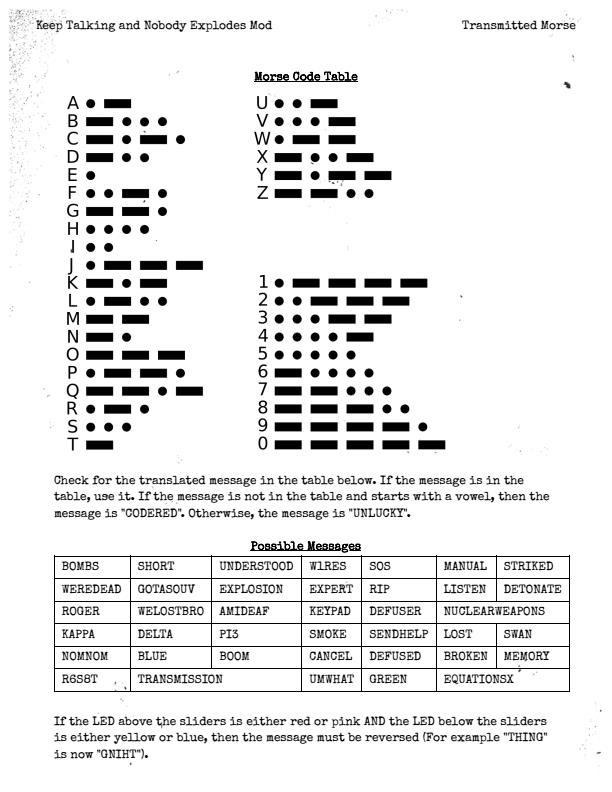 Keep Talking and Nobody Explodes Mod Transmitted Morse
Morse Code Table
A
B
C
D
E
F
G
H
I
J
K
L
M
N
O
P
Q
R
S
T
U
V
W
X
Y
Z
1
2
3
4
5
6
7
8
9
0
Check for the translated message in the table below. If the message is in the
table, use it. If the message is not in the table and starts with a vowel, then the
message is "CODERED". Otherwise, the message is "UNLUCKY".
Possible Messages
BOMBS SHORT UNDERSTOOD W1RES SOS MANUAL STRIKED
WEREDEAD GOTASOUV EXPLOSION EXPERT RIP LISTEN DETONATE
ROGER WELOSTBRO AMIDEAF KEYPAD DEFUSER NUCLEARWEAPONS
KAPPA DELTA PI3 SMOKE SENDHELP LOST SWAN
NOMNOM BLUE BOOM CANCEL DEFUSED BROKEN MEMORY
R6S8T TRANSMISSION UMWHAT GREEN EQUATIONSX
If the LED above the sliders is either red or pink AND the LED below the sliders
is either yellow or blue, then the message must be reversed (For example "THING"
is now "GNIHT").